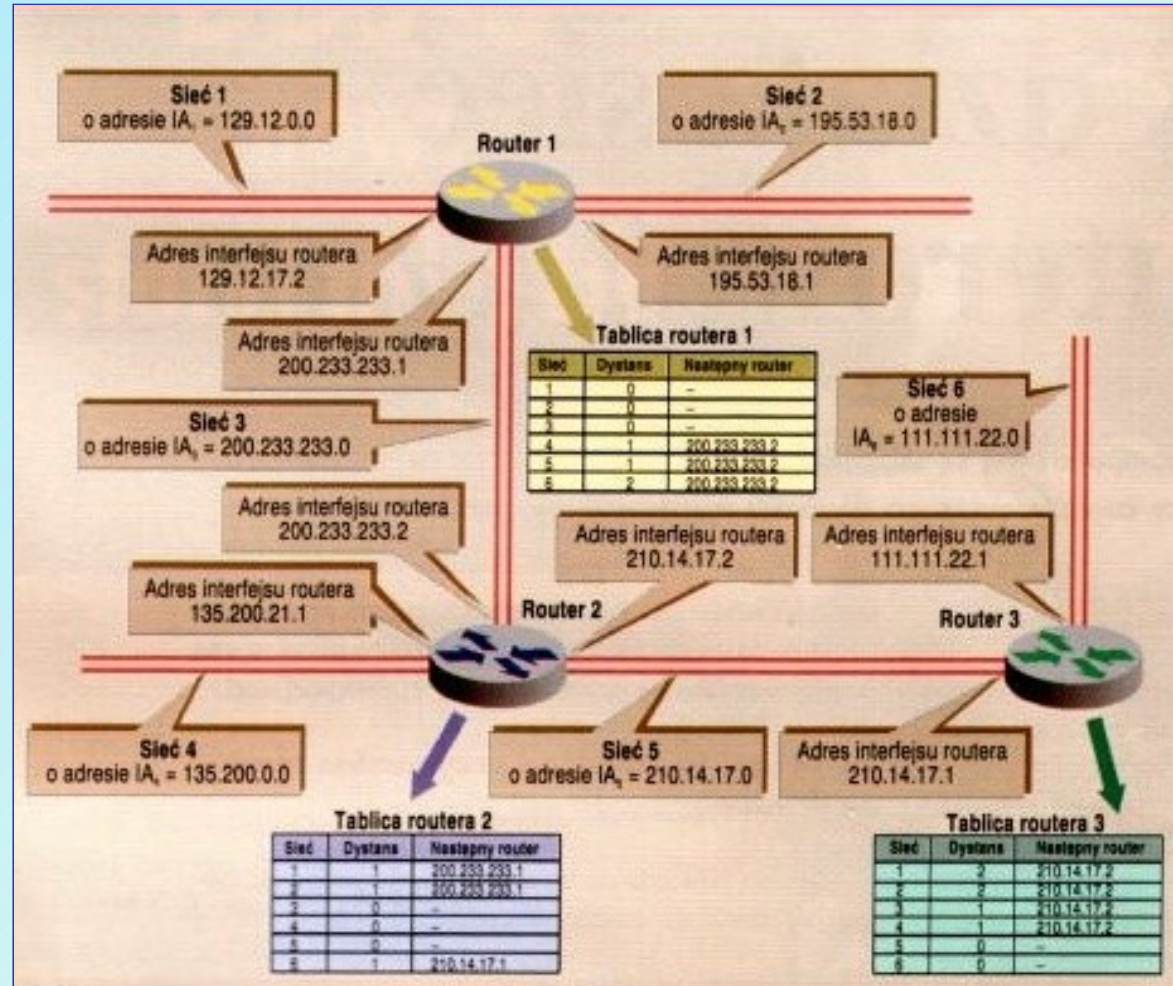 Sieć 1
o adresie IA₁ = 129.12.0.0
Sieć 2
o adresie IA = 195.53.18.0
Router 1
Adres interfejsu routera
129.12.17.2
Adres interfejsu routera
195.53.18.1
Adres interfejsu routera
200.233.233.1
Tablica routera 1
Sieć Dystans Następny router
1 0 –
2 0 –
3 0 –
4 1 200.233.233.2
5 1 200.233.233.2
6 2 200.233.233.2
Sieć 6
o adresie
IA = 111.111.22.0
Sieć 3
o adresie IA = 200.233.233.0
Adres interfejsu routera
200.233.233.2
Adres interfejsu routera
210.14.17.2
Adres interfejsu routera
111.111.22.1
Adres interfejsu routera
135.200.21.1
Router 2
Router 3
Sieć 4
o adresie IA = 135.200.0.0
Sieć 5
o adresie IA = 210.14.17.0
Adres interfejsu routera
210.14.17.1
Tablica routera 2
Sieć Dystans Następny router
1 1 200.233.233.1
2 1 200.233.233.1
3 0 –
4 0 –
5 0 –
6 1 210.14.17.1
Tablica routera 3
Sieć Dystans Następny router
1 2 210.14.17.2
2 2 210.14.17.2
3 1 210.14.17.2
4 1 210.14.17.2
5 0 –
6 0 –